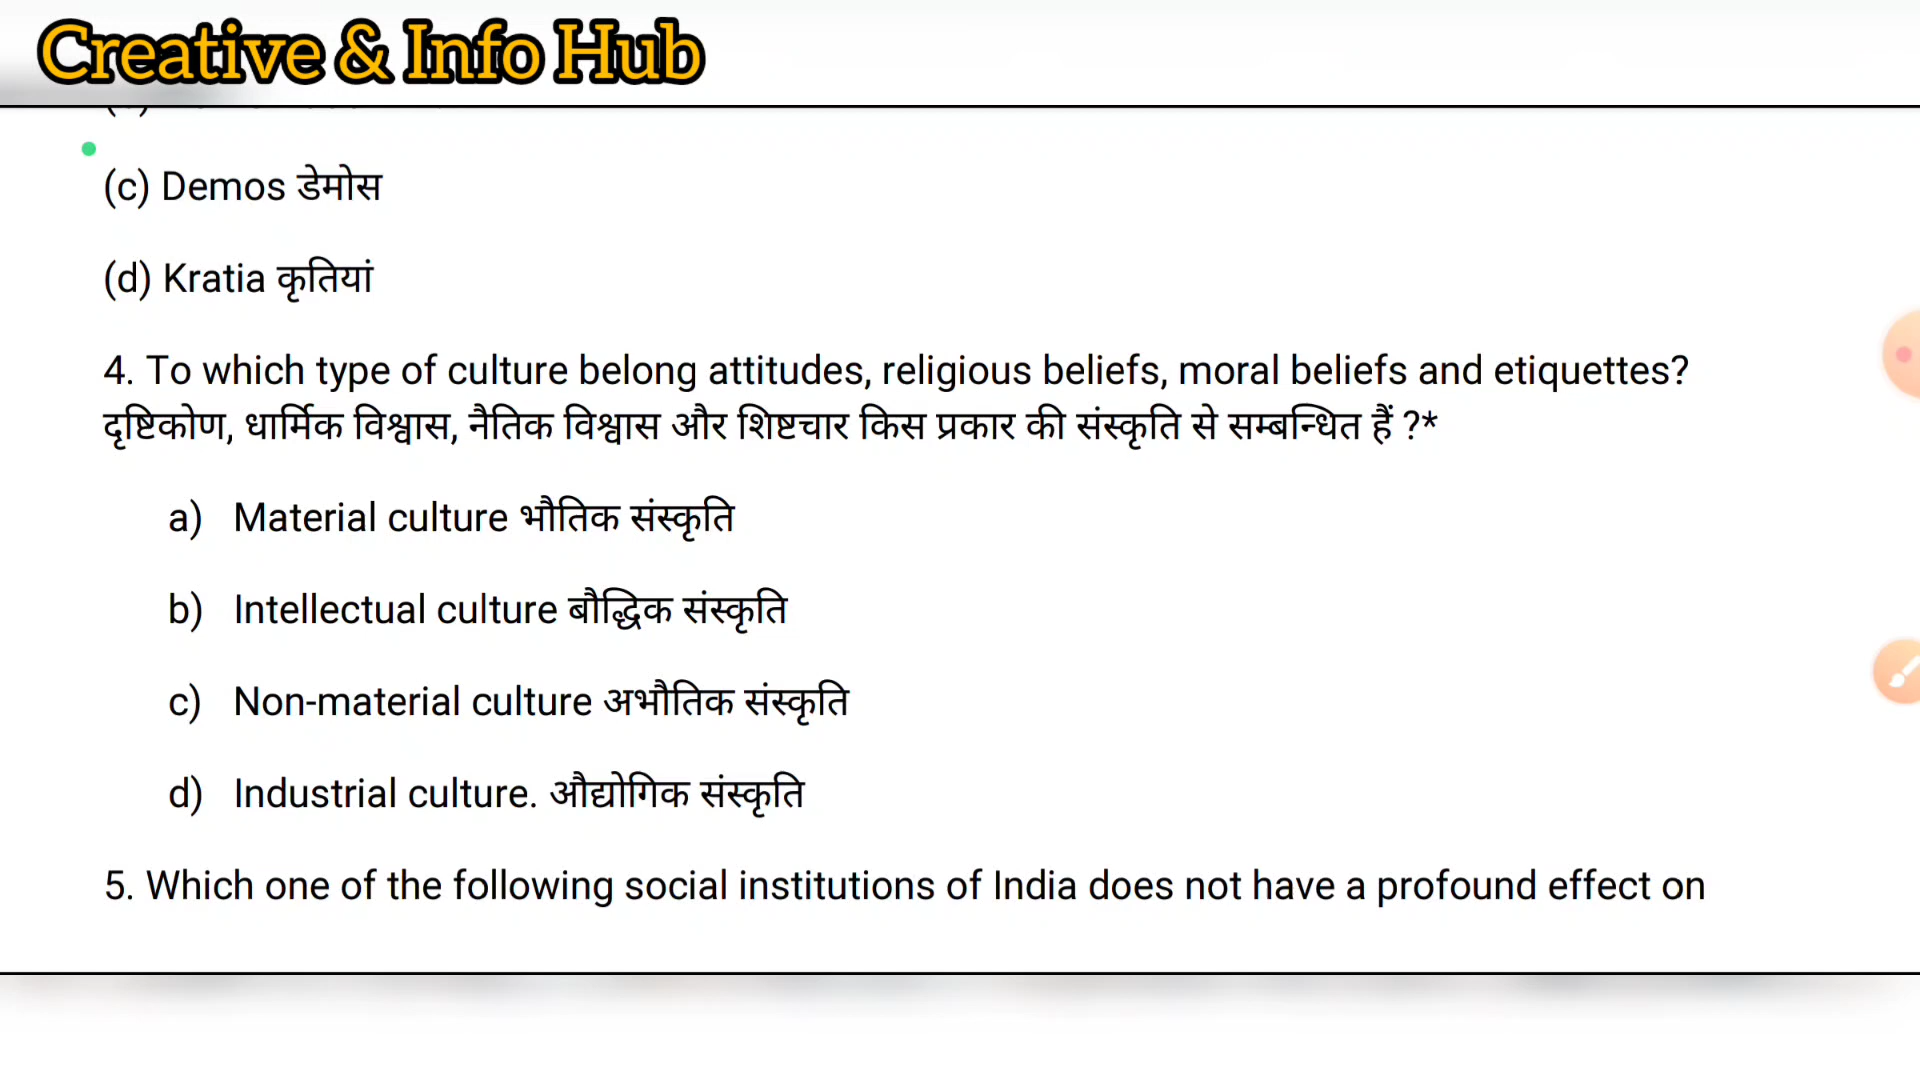 Creative & Info Hub
(c) Demos डेमोस
(d) Kratia कृतियां
4. To which type of culture belong attitudes, religious beliefs, moral beliefs and etiquettes?
दृष्टिकोण, धार्मिक विश्वास, नैतिक विश्वास और शिष्टचार किस प्रकार की संस्कृति से सम्बन्धित हैं ?*
a) Material culture भौतिक संस्कृति
b) Intellectual culture बौद्धिक संस्कृति
c) Non-material culture अभौतिक संस्कृति
d) Industrial culture. औद्योगिक संस्कृति
5. Which one of the following social institutions of India does not have a profound effect on